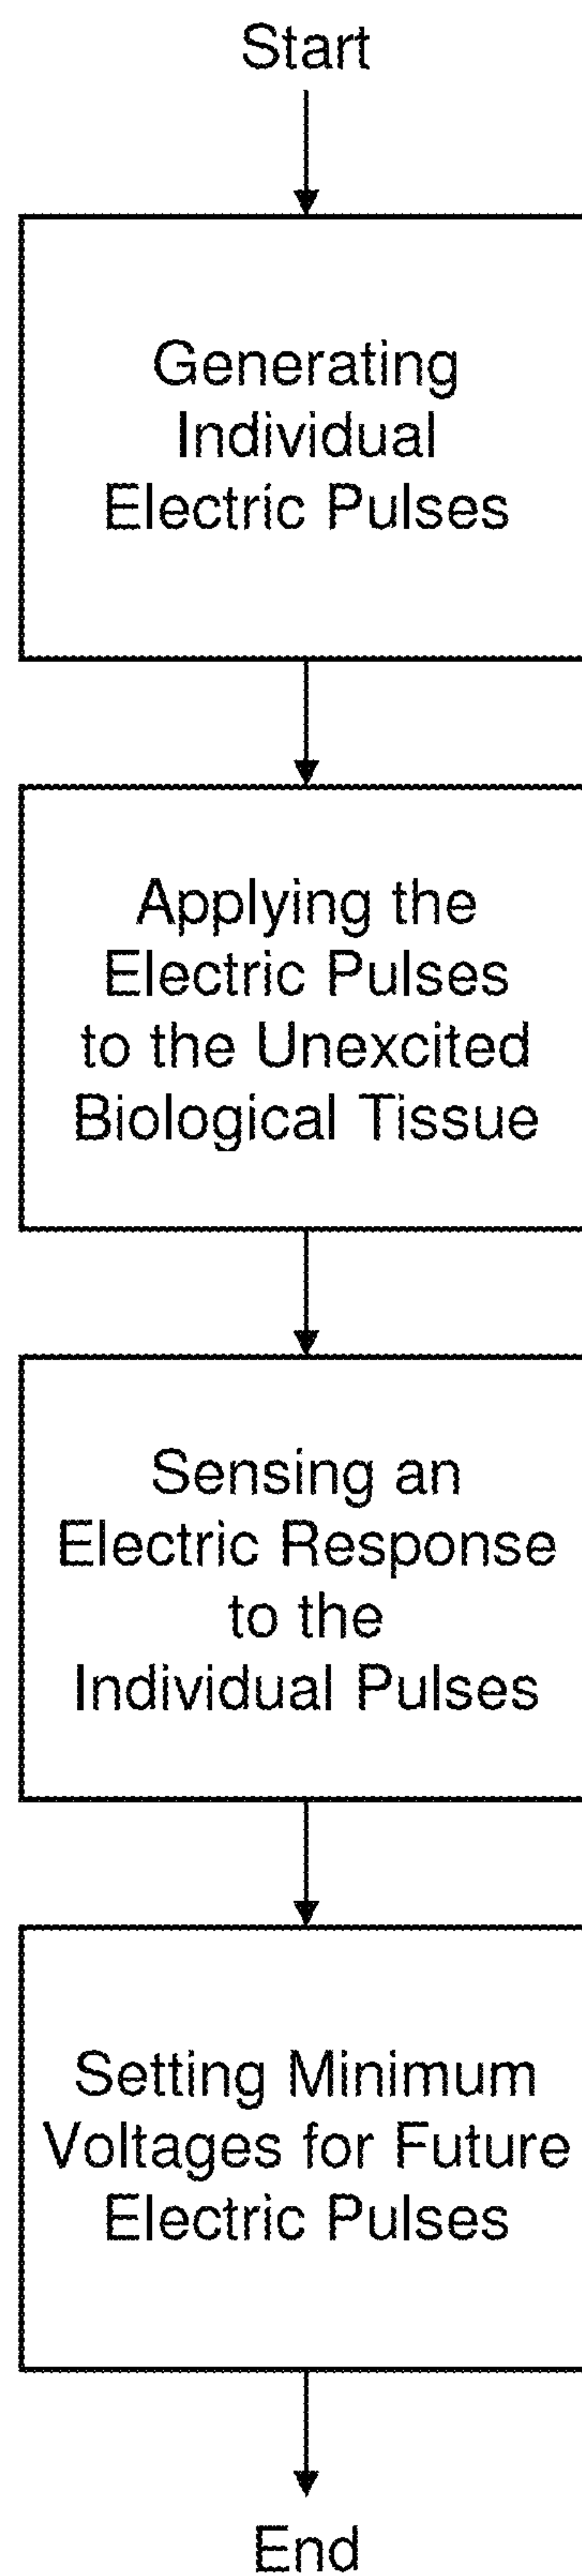 Start
Generating
Individual
Electric Pulses
Applying the
Electric Pulses
to the Unexcited
Biological Tissue
Sensing an
Electric Response
to the
Individual Pulses
Setting Minimum
Voltages for Future
Electric Pulses
End